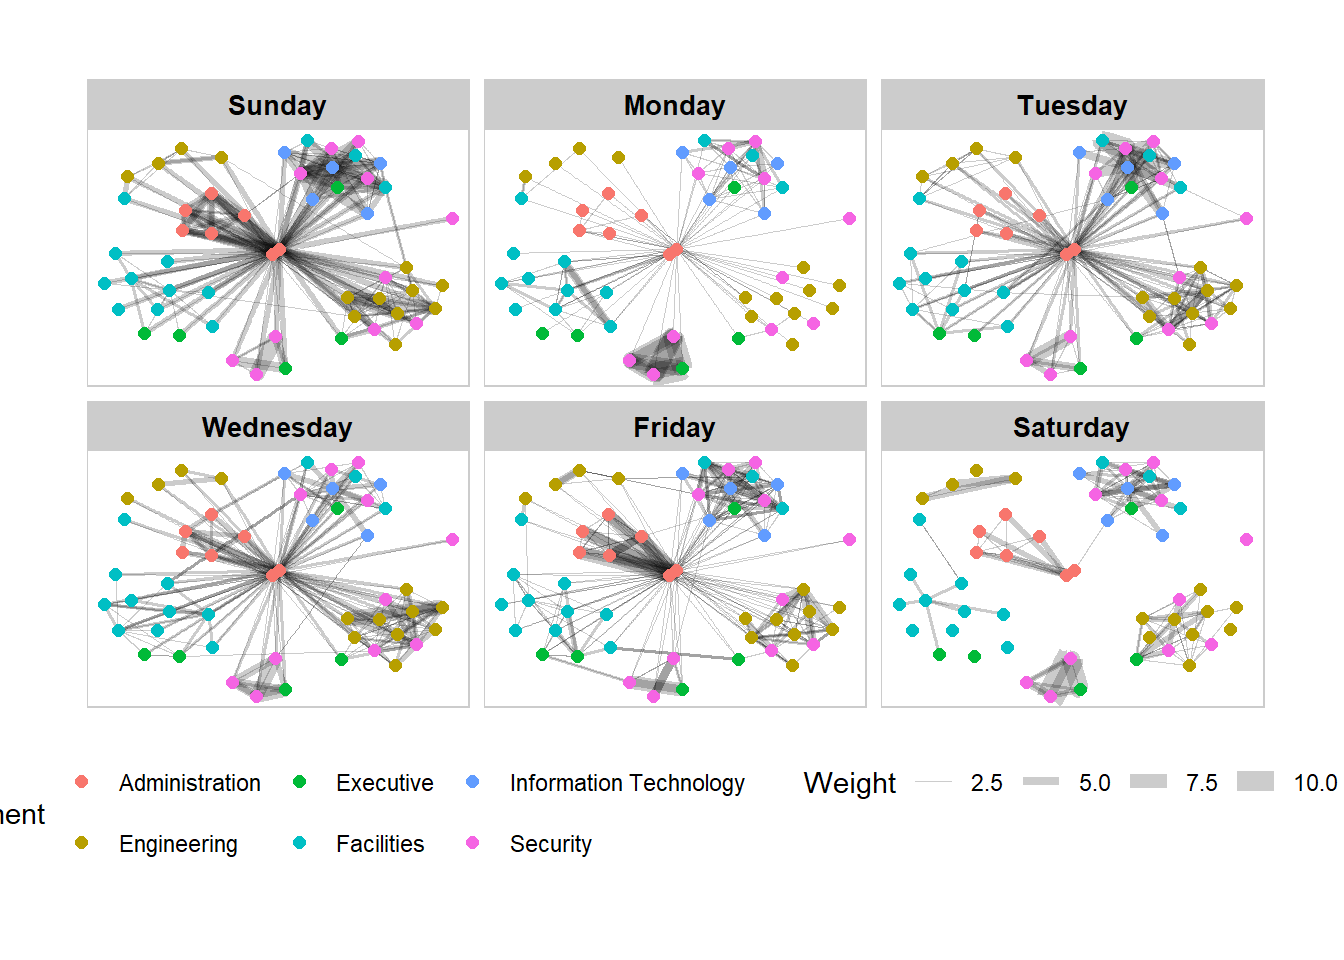 Sunday Monday Tuesday
Wednesday Friday Saturday
Administration Executive Information Technology Weight 2.5 5.0 7.5 10.0
Engineering Facilities Security